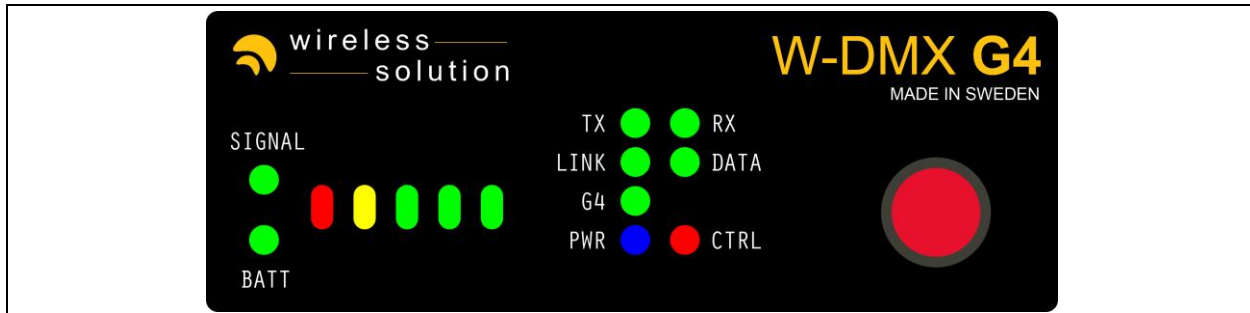 wireless
solution
W-DMX G4
MADE IN SWEDEN
SIGNAL
BATT
TX RX
LINK DATA
G4
PWR CTRL